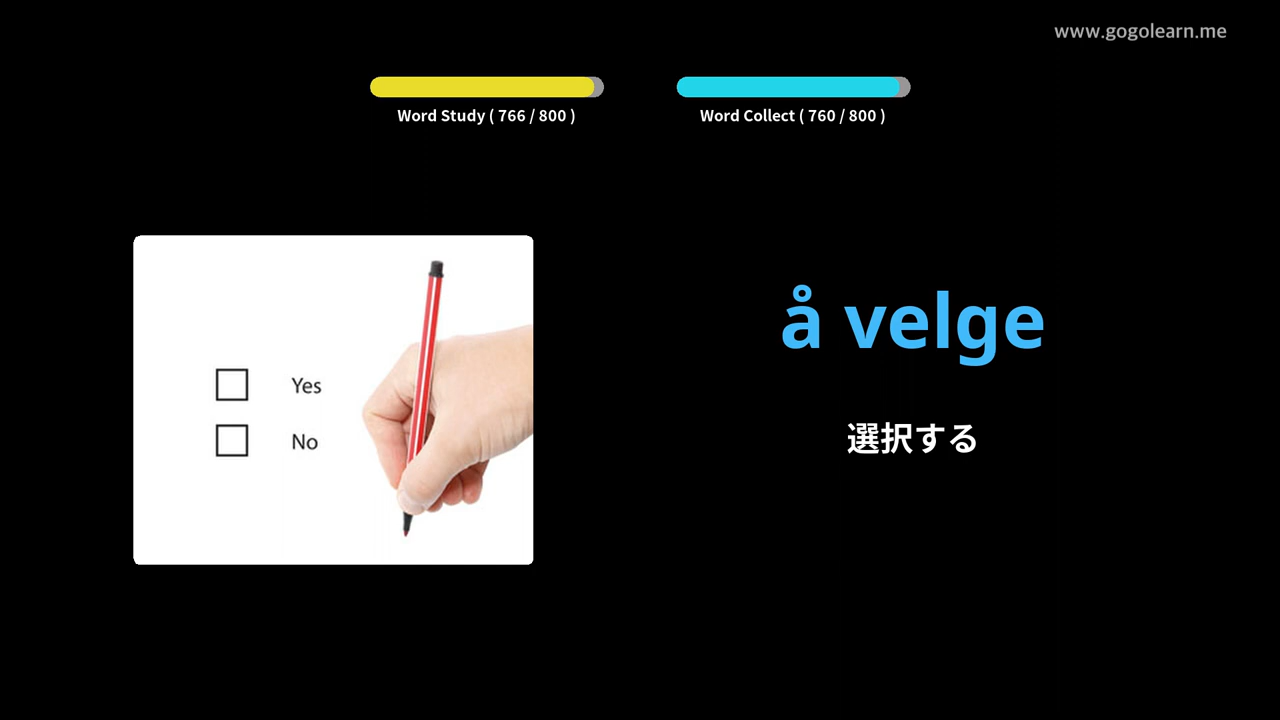 www.gogolearn.me
Word Study ( 766 / 800 )
Word Collect ( 760 / 800 )
Yes
No
å velge
選択する